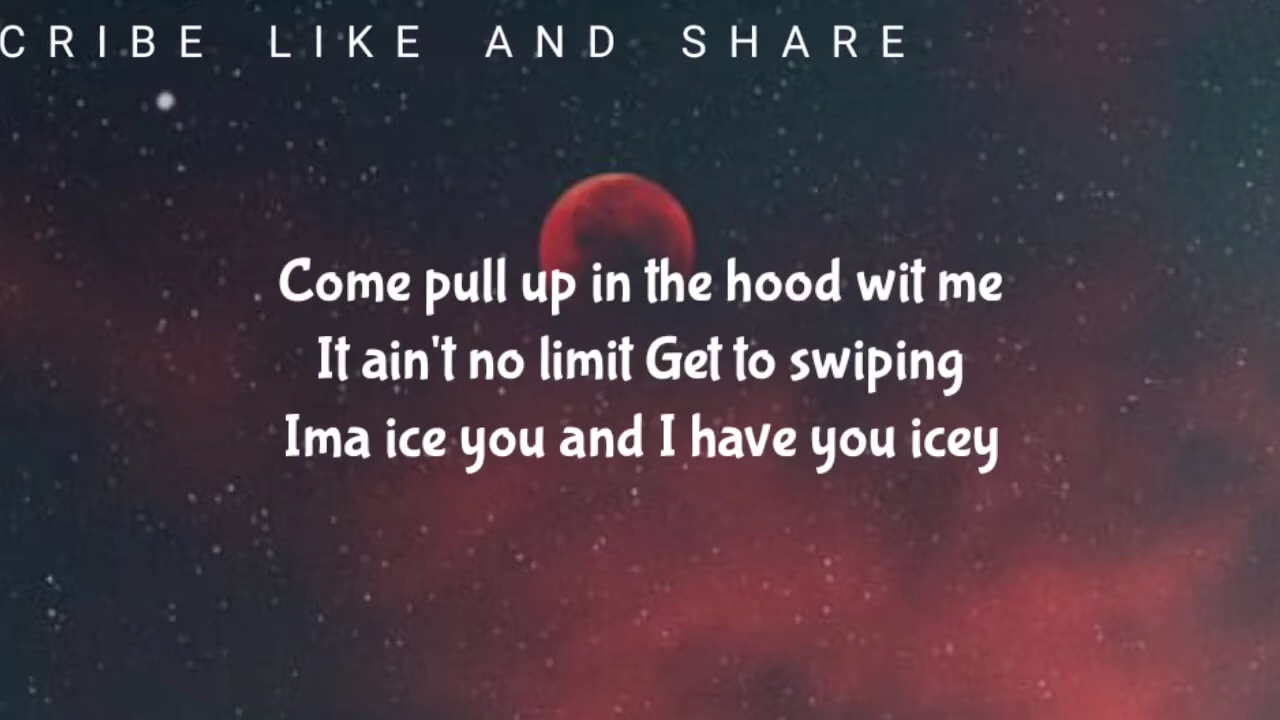 CRIBE LIKE AND SHARE
Come pull up in the hood wit me
It ain't no limit Get to swiping
Ima ice you and I have you icey